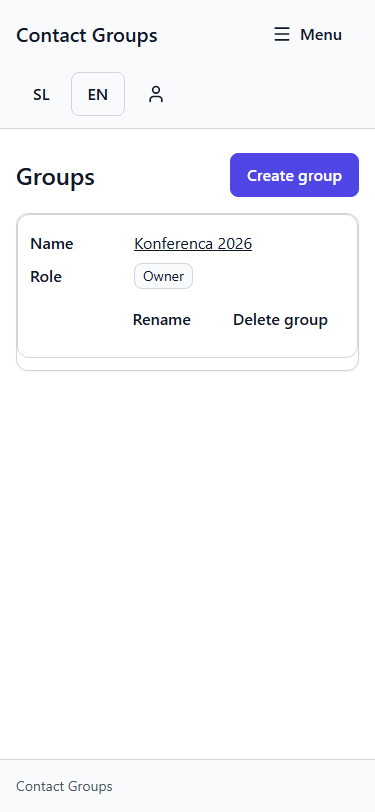 Contact Groups
Menu
SL
EN
Groups
Create group
Name
Konferenca 2026
Role
Owner
Rename
Delete group
Contact Groups